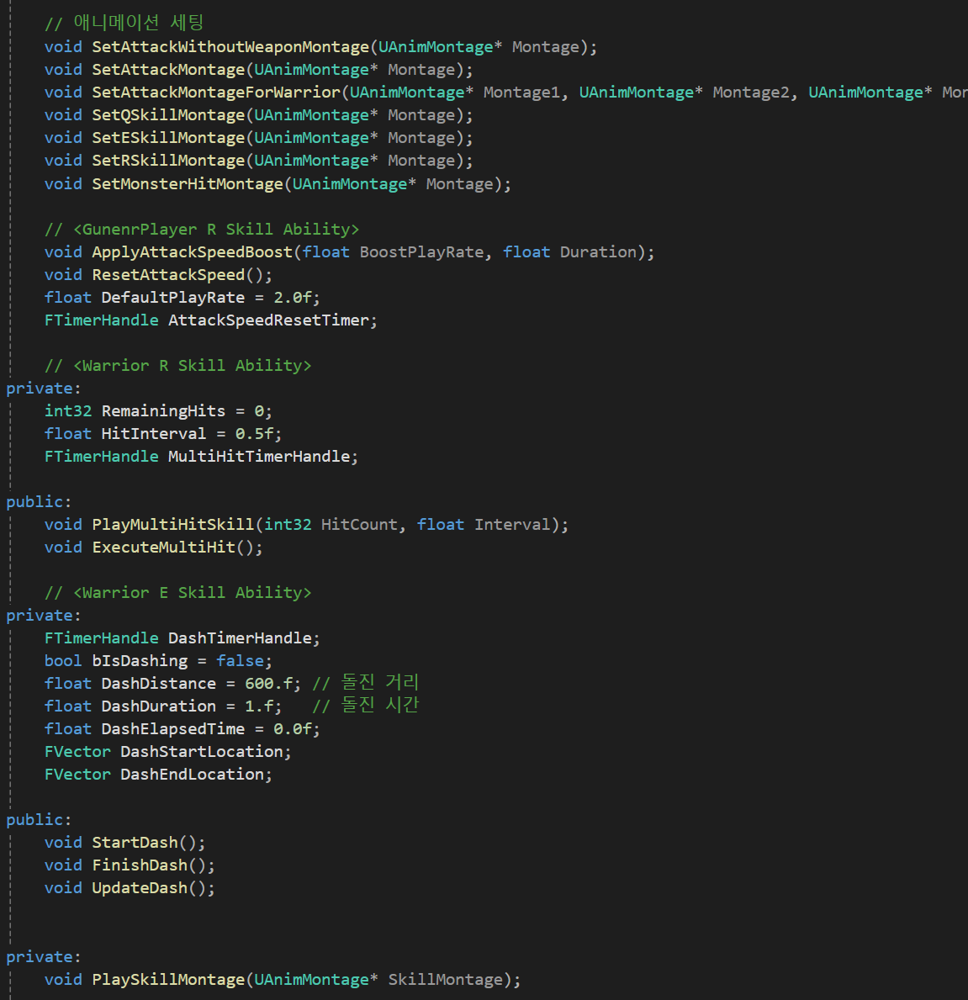 // 애니메이션 세팅
void SetAttackWithoutWeaponMontage(UAnimMontage* Montage);
void SetAttackMontage(UAnimMontage* Montage);
void SetAttackMontageForWarrior(UAnimMontage* Montage1, UAnimMontage* Montage2, UAnimMontage* Mor
void SetQSkillMontage(UAnimMontage* Montage);
void SetESkillMontage(UAnimMontage* Montage);
void SetRSkillMontage(UAnimMontage* Montage);
void SetMonsterHitMontage(UAnimMontage* Montage);
// <GunenrPlayer R Skill Ability>
void ApplyAttackSpeedBoost(float BoostPlayRate, float Duration);
void ResetAttackSpeed();
float DefaultPlayRate = 2.0f;
FTimerHandle AttackSpeedResetTimer;
// <Warrior R Skill Ability>
private:
int32 RemainingHits = 0;
float HitInterval = 0.5f;
FTimerHandle MultiHitTimerHandle;
public:
void PlayMultiHitSkill(int32 HitCount, float Interval);
void ExecuteMultiHit();
// <Warrior E Skill Ability>
private:
FTimerHandle DashTimerHandle;
bool bIsDashing = false;
float DashDistance = 600.f; // 돌진 거리
float DashDuration = 1.f;   // 돌진 시간
float DashElapsedTime = 0.0f;
FVector DashStartLocation;
FVector DashEndLocation;
public:
void StartDash();
void FinishDash();
void UpdateDash();
private:
void PlaySkillMontage(UAnimMontage* SkillMontage);